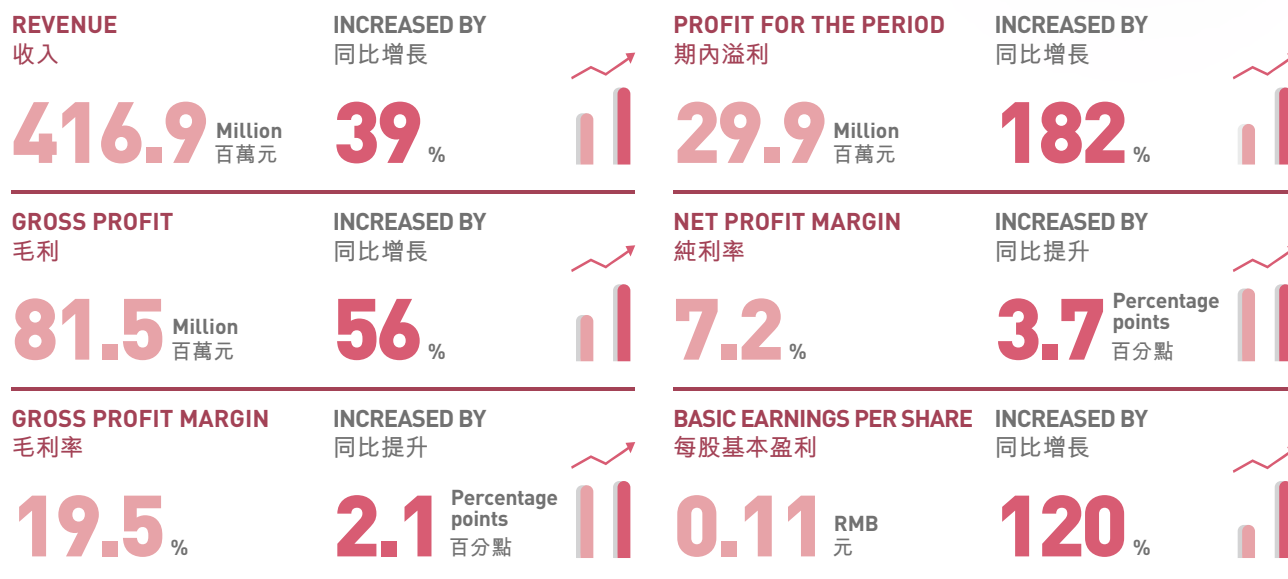 REVENUE
收入
416.9 Million
百萬元
INCREASED BY
同比增長
39 %
PROFIT FOR THE PERIOD
期內溢利
29.9 Million
百萬元
INCREASED BY
同比增長
182 %
GROSS PROFIT
毛利
81.5 Million
百萬元
INCREASED BY
同比增長
56 %
NET PROFIT MARGIN
純利率
7.2 %
INCREASED BY
同比提升
3.7 Percentage
points
百分點
GROSS PROFIT MARGIN
毛利率
19.5 %
INCREASED BY
同比提升
2.1 Percentage
points
百分點
BASIC EARNINGS PER SHARE
每股基本盈利
0.11 RMB
元
INCREASED BY
同比增長
120 %